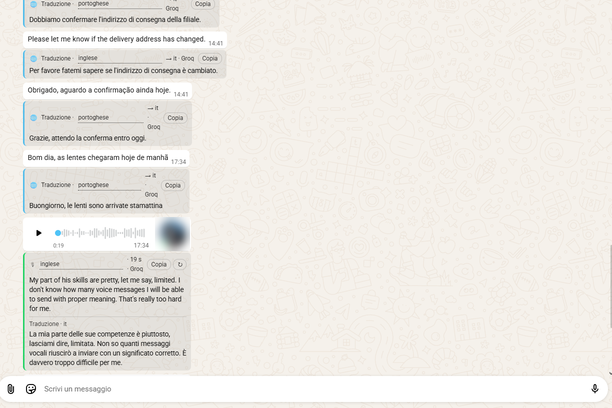 Traduzione · portoghese Groq Copia
Dobbiamo confermare l'indirizzo di consegna della filiale.
Please let me know if the delivery address has changed. 14:41
Traduzione · inglese → it · Groq Copia
Per favore fatemi sapere se l'indirizzo di consegna è cambiato.
Obrigado, aguardo a confirmação ainda hoje. 14:41
→ it
Traduzione · portoghese Copia
Groq
Grazie, attendo la conferma entro oggi.
Bom dia, as lentes chegaram hoje de manhã 17:34
→ it
Traduzione · portoghese Copia
Groq
Buongiorno, le lenti sono arrivate stamattina
0:19 17:34
inglese · 19 s · Groq Copia ↻
My part of his skills are pretty, let me say, limited. I
don't know how many voice messages I will be able
to send with proper meaning. That's really too hard
for me.
Traduzione · it
La mia parte delle sue competenze è piuttosto,
lasciami dire, limitata. Non so quanti messaggi
vocali riuscirò a inviare con un significato corretto. È
davvero troppo difficile per me.
Scrivi un messaggio